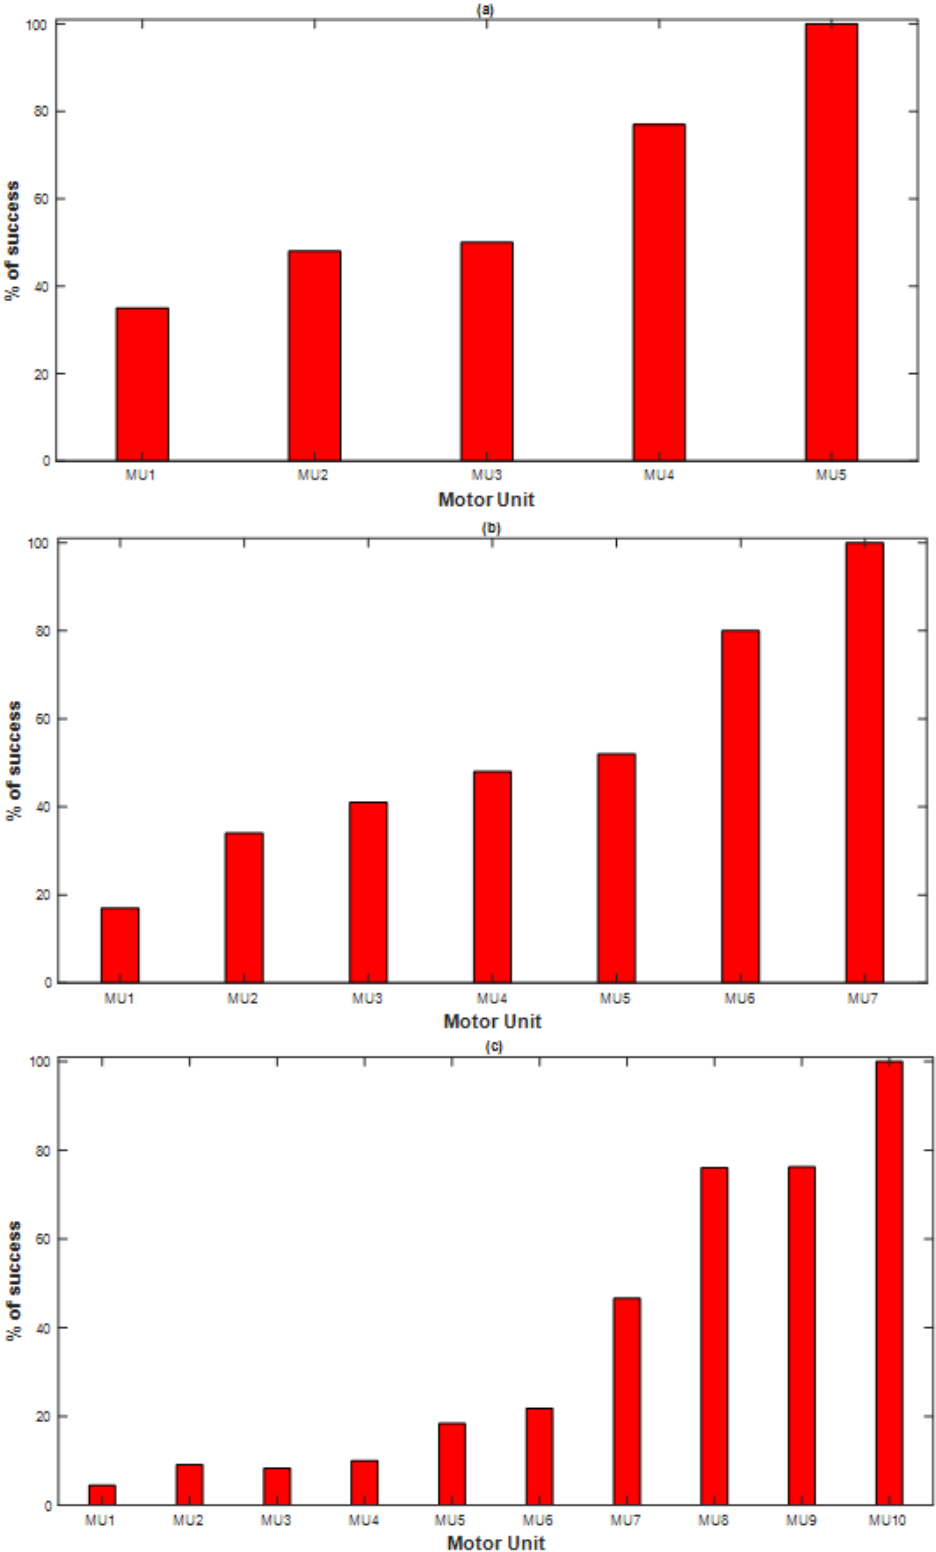 (a)
100
80
60
40
20
0
% of success
MU1 MU2 MU3 MU4 MU5
Motor Unit
(b)
100
80
60
40
20
0
% of success
MU1 MU2 MU3 MU4 MU5 MU6 MU7
Motor Unit
(c)
100
80
60
40
20
0
% of success
MU1 MU2 MU3 MU4 MU5 MU6 MU7 MU8 MU9 MU10
Motor Unit